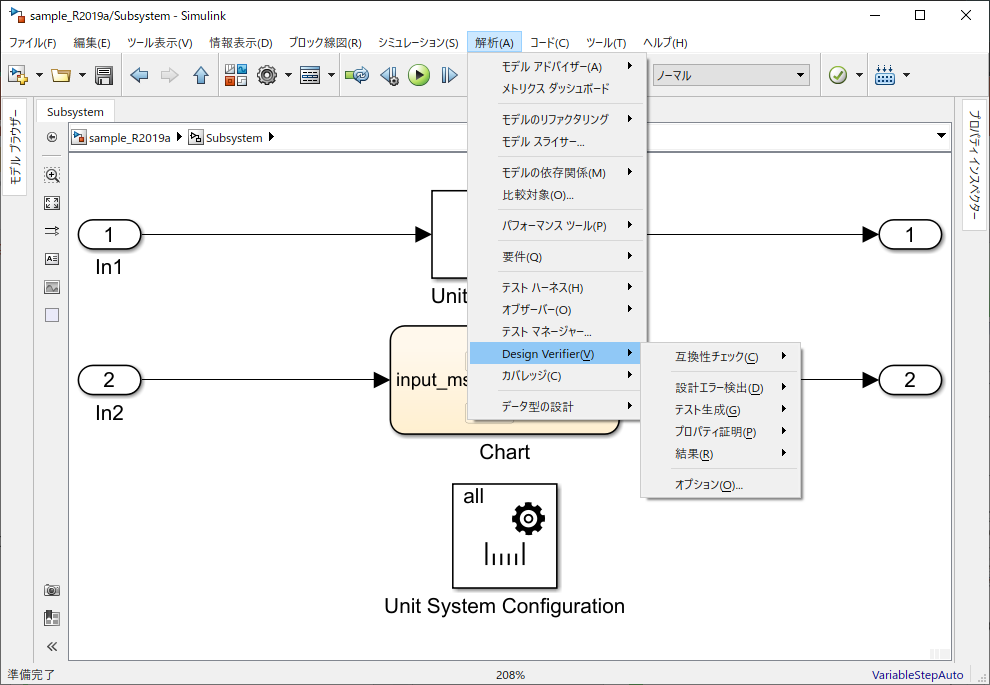 sample_R2019a/Subsystem - Simulink
ファイル(F) 編集(E) ツール表示(V) 情報表示(D) ブロック線図(R) シミュレーション(S) 解析(A) コード(C) ツール(T) ヘルプ(H)
ノーマル
モデル ブラウザー
Subsystem
sample_R2019a Subsystem
プロパティ インスペクター
モデル アドバイザー(A)
メトリクス ダッシュボード
モデルのリファクタリング
モデル スライサー...
モデルの依存関係(M)
比較対象(O)...
パフォーマンス ツール(P)
要件(Q)
テスト ハーネス(H)
オブザーバー(O)
テスト マネージャー...
Design Verifier(V)
カバレッジ(C)
データ型の設計
互換性チェック(C)
設計エラー検出(D)
テスト生成(G)
プロパティ証明(P)
結果(R)
オプション(O)...
1
In1
Unit
1
2
In2
input_ms
Chart
2
all
Unit System Configuration
準備完了
208%
VariableStepAuto